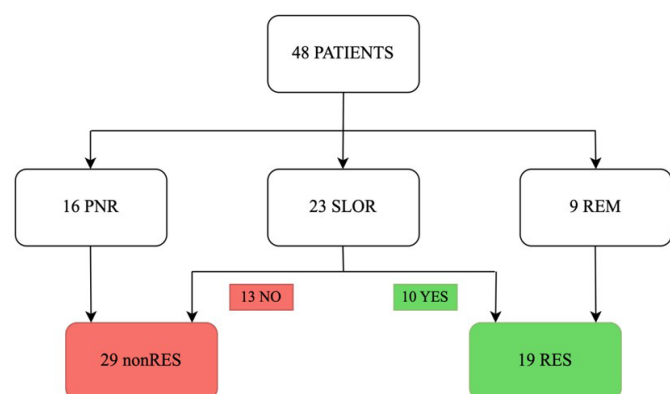 48 PATIENTS
16 PNR
23 SLOR
9 REM
13 NO
10 YES
29 nonRES
19 RES